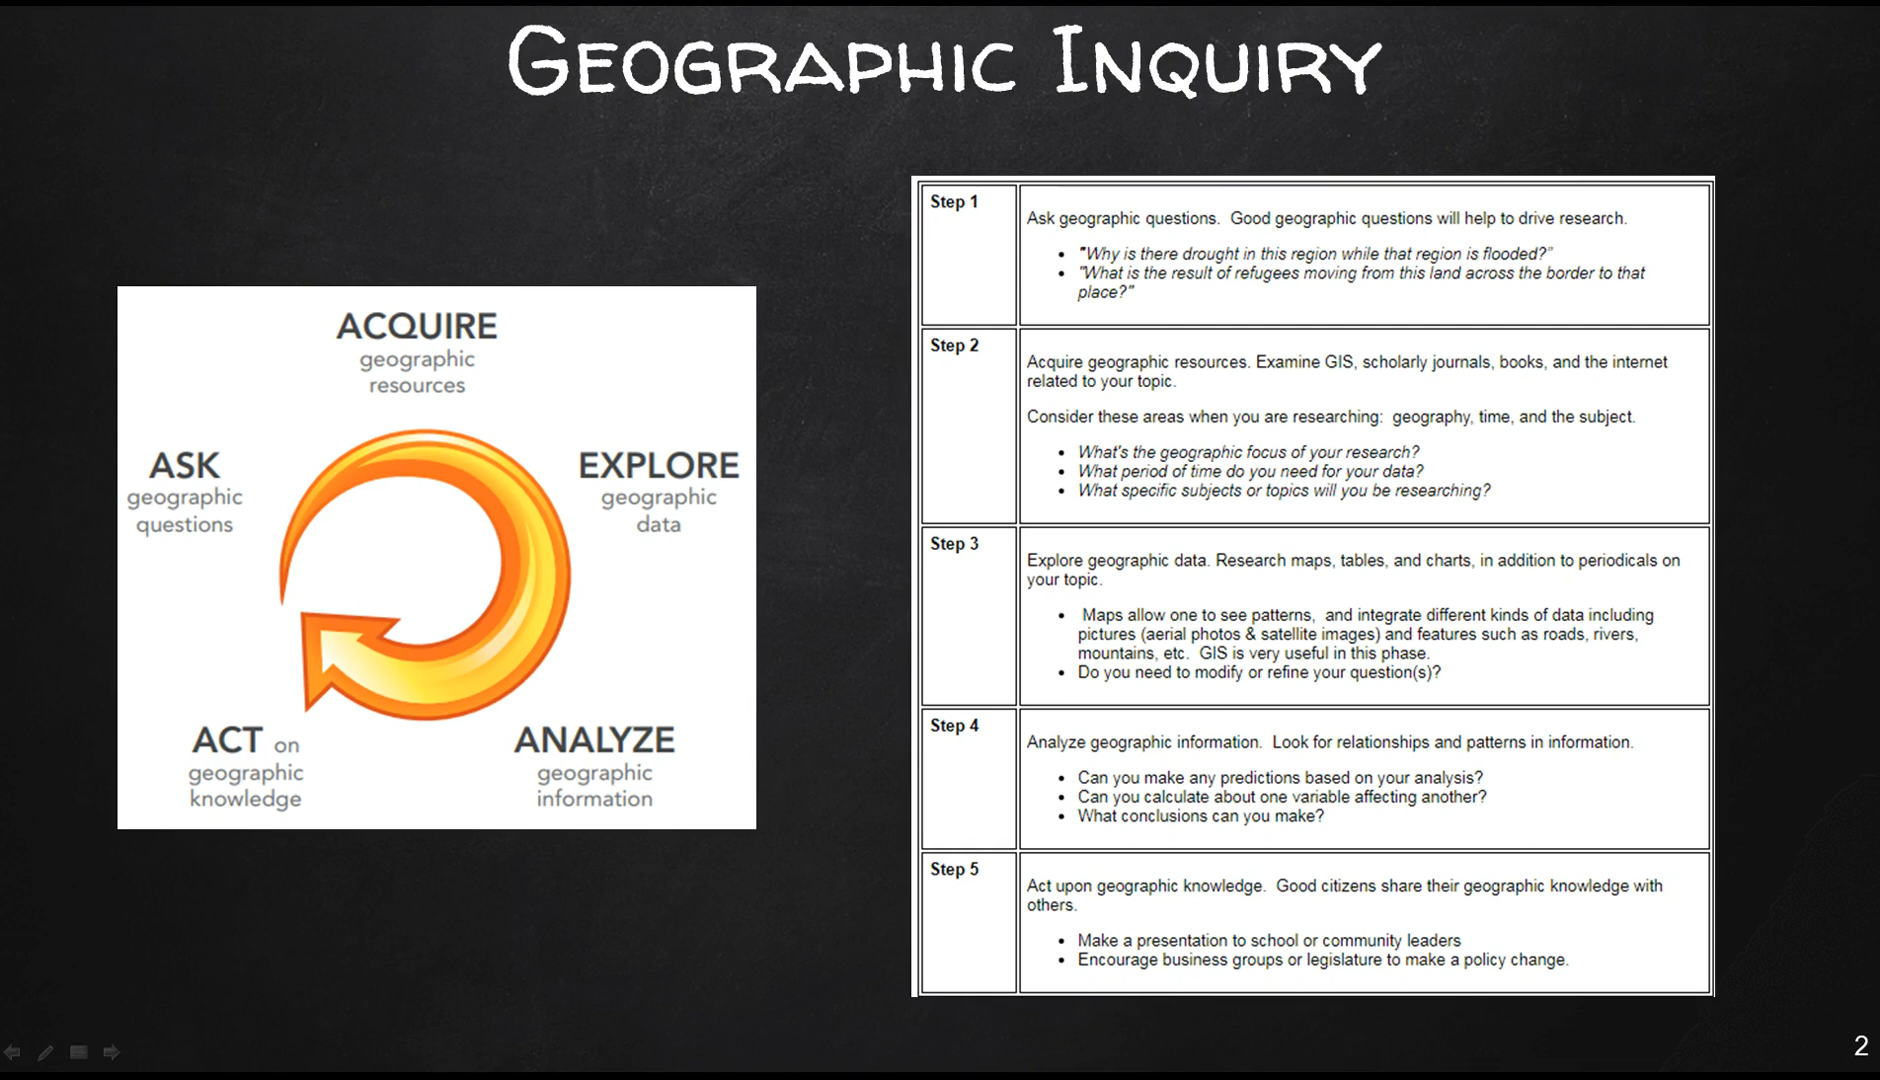 Geographic Inquiry
ACQUIRE
geographic
resources
ASK
geographic
questions
EXPLORE
geographic
data
ACT on
geographic
knowledge
ANALYZE
geographic
information
Step 1
Ask geographic questions.  Good geographic questions will help to drive research.
• "Why is there drought in this region while that region is flooded?"
• "What is the result of refugees moving from this land across the border to that
place?"
Step 2
Acquire geographic resources. Examine GIS, scholarly journals, books, and the internet
related to your topic.
Consider these areas when you are researching:  geography, time, and the subject.
• What's the geographic focus of your research?
• What period of time do you need for your data?
• What specific subjects or topics will you be researching?
Step 3
Explore geographic data. Research maps, tables, and charts, in addition to periodicals on
your topic.
• Maps allow one to see patterns,  and integrate different kinds of data including
pictures (aerial photos & satellite images) and features such as roads, rivers,
mountains, etc.  GIS is very useful in this phase.
• Do you need to modify or refine your question(s)?
Step 4
Analyze geographic information.  Look for relationships and patterns in information.
• Can you make any predictions based on your analysis?
• Can you calculate about one variable affecting another?
• What conclusions can you make?
Step 5
Act upon geographic knowledge.  Good citizens share their geographic knowledge with
others.
• Make a presentation to school or community leaders
• Encourage business groups or legislature to make a policy change.
2